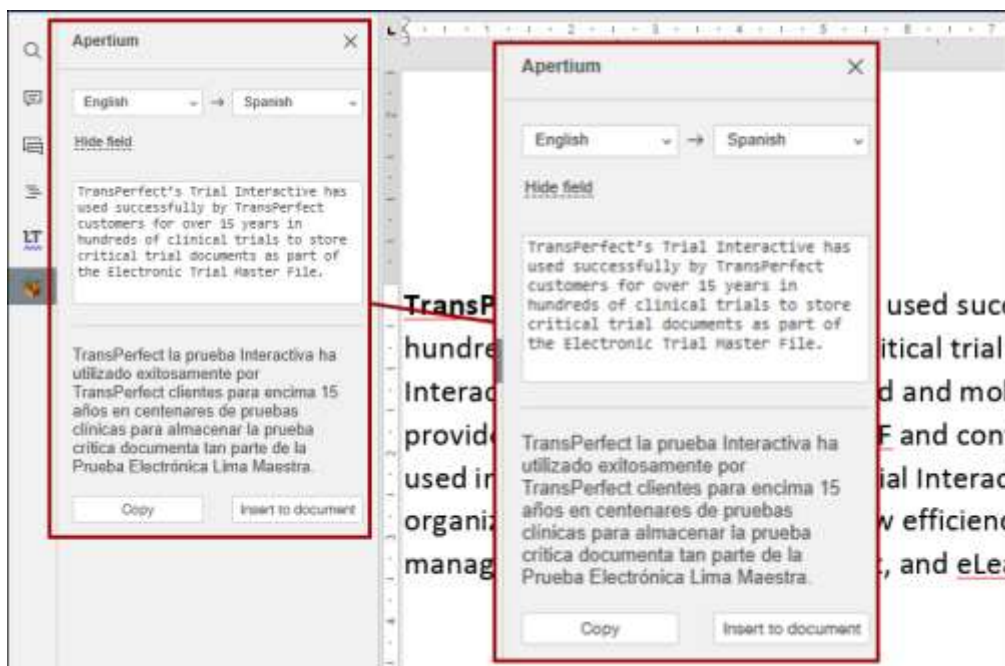 Apertium
English → Spanish
Hide field
TransPerfect's Trial Interactive has
used successfully by TransPerfect
customers for over 15 years in
hundreds of clinical trials to store
critical trial documents as part of
the Electronic Trial Master File.
TransPerfect la prueba Interactiva ha
utilizado exitosamente por
TransPerfect clientes para encima 15
años en centenares de pruebas
clínicas para almacenar la prueba
crítica documenta tan parte de la
Prueba Electrónica Lima Maestra.
Copy Insert to document
LT
Apertium
English → Spanish
Hide field
TransPerfect's Trial Interactive has
used successfully by TransPerfect
customers for over 15 years in
hundreds of clinical trials to store
critical trial documents as part of
the Electronic Trial Master File.
TransPerfect la prueba Interactiva ha
utilizado exitosamente por
TransPerfect clientes para encima 15
años en centenares de pruebas
clínicas para almacenar la prueba
crítica documenta tan parte de la
Prueba Electrónica Lima Maestra.
Copy Insert to document
TransP used succ
hundre itical trial
Interac d and mo
provide F and con
used in ial Interac
organiz w efficienc
manag , and eLea